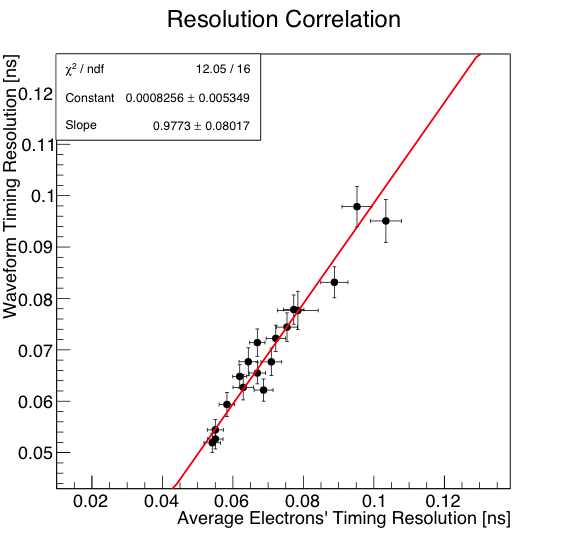 Resolution Correlation
χ² / ndf 12.05 / 16
Constant 0.0008256 ± 0.005349
Slope 0.9773 ± 0.08017
Waveform Timing Resolution [ns]
0.12
0.11
0.1
0.09
0.08
0.07
0.06
0.05
0.02 0.04 0.06 0.08 0.1 0.12
Average Electrons' Timing Resolution [ns]